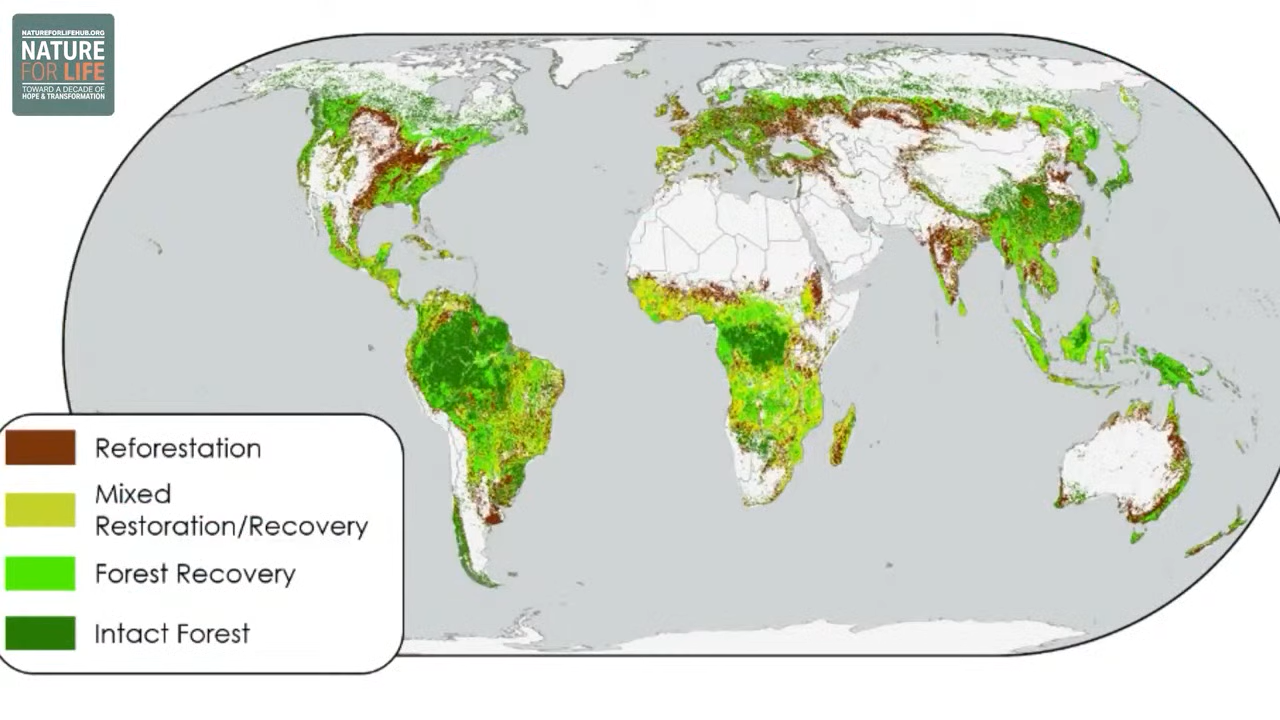 NATUREFORLIFEHUB.ORG
NATURE
FOR LIFE
TOWARD A DECADE OF
HOPE & TRANSFORMATION
Reforestation
Mixed
Restoration/Recovery
Forest Recovery
Intact Forest